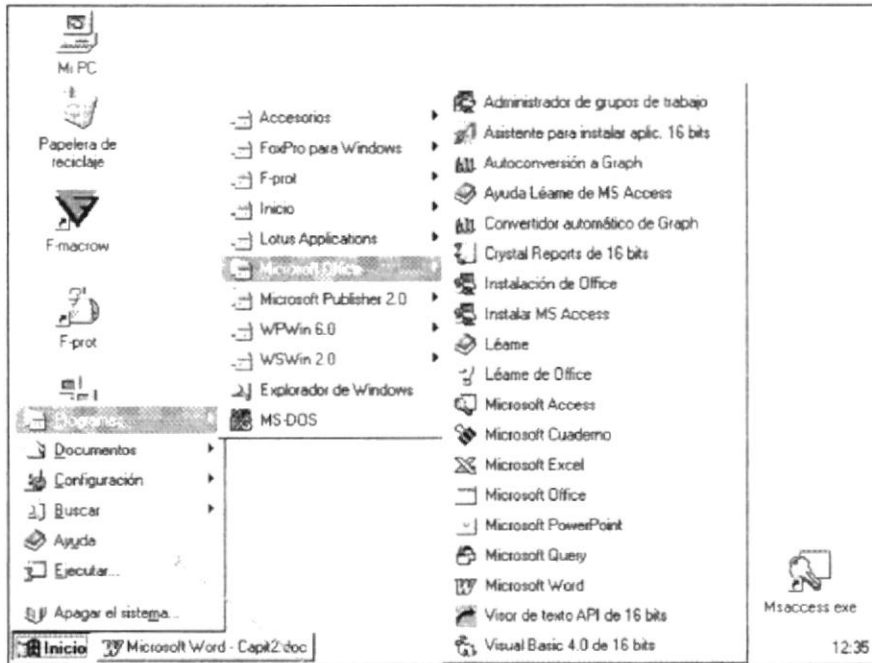 Mi PC
Papelera de
reciclaje
F-macrow
F-prot
Programas
Documentos
Configuración
Buscar
Ayuda
Ejecutar...
Apagar el sistema...
Inicio
Microsoft Word - Capit2.doc
Accesorios
FoxPro para Windows
F-prot
Inicio
Lotus Applications
Microsoft Office
Microsoft Publisher 2.0
WPWin 6.0
WSWin 2.0
Explorador de Windows
MS-DOS
Administrador de grupos de trabajo
Asistente para instalar aplic. 16 bits
Autoconversión a Graph
Ayuda Léame de MS Access
Convertidor automático de Graph
Crystal Reports de 16 bits
Instalación de Office
Instalar MS Access
Léame
Léame de Office
Microsoft Access
Microsoft Cuaderno
Microsoft Excel
Microsoft Office
Microsoft PowerPoint
Microsoft Query
Microsoft Word
Visor de texto API de 16 bits
Visual Basic 4.0 de 16 bits
Msaccess.exe
12:35